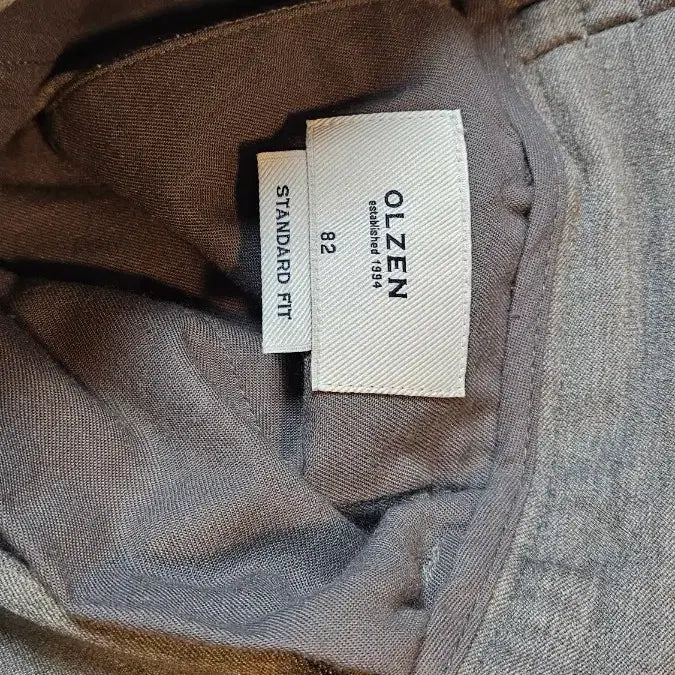 OLZEN
established 1994
82
STANDARD FIT